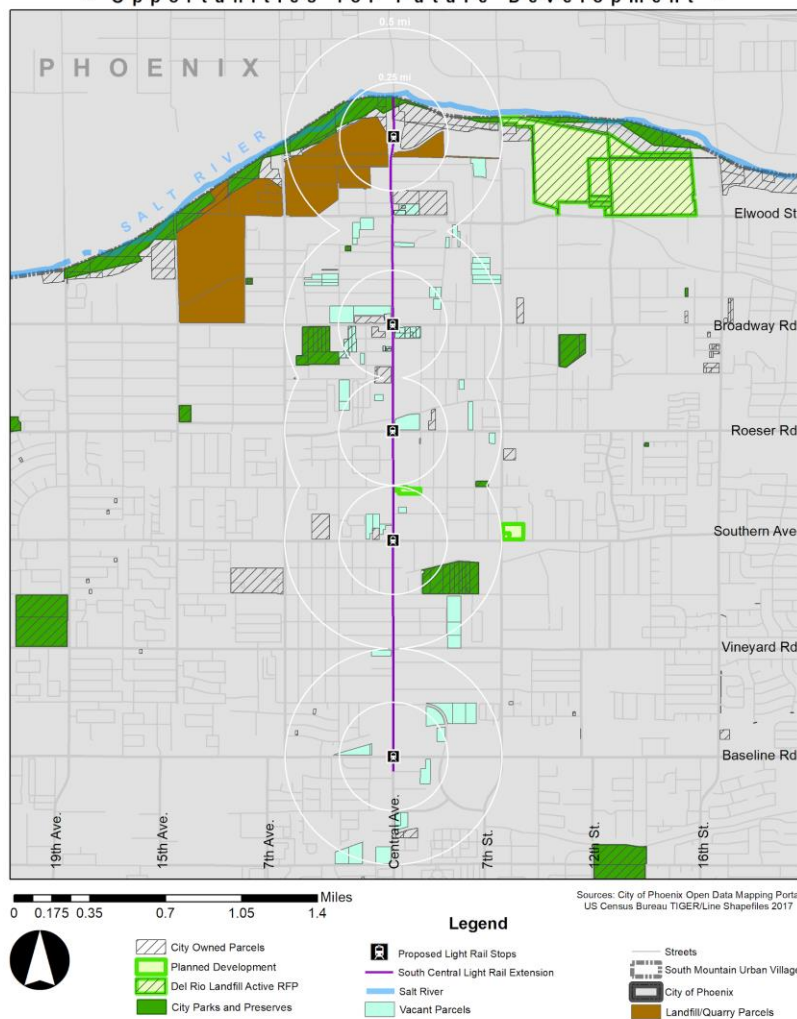 Opportunities for Future Development
0.5 mi
PHOENIX
0.25 mi
SALT RIVER
Elwood St
Broadway Rd
Roeser Rd
Southern Ave
Vineyard Rd
Baseline Rd
19th Ave.
15th Ave.
7th Ave.
Central Ave.
7th St.
12th St.
16th St.
Miles
0 0.175 0.35 0.7 1.05 1.4
Sources: City of Phoenix Open Data Mapping Porta
US Census Bureau TIGER/Line Shapefiles 2017
Legend
City Owned Parcels
Planned Development
Del Rio Landfill Active RFP
City Parks and Preserves
Proposed Light Rail Stops
South Central Light Rail Extension
Salt River
Vacant Parcels
Streets
South Mountain Urban Village
City of Phoenix
Landfill/Quarry Parcels